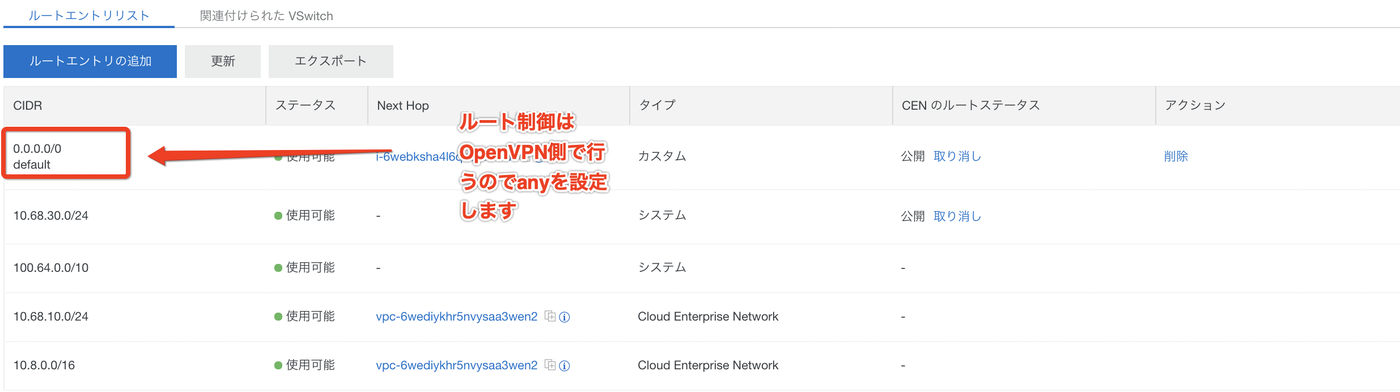 ルートエントリリスト 関連付けられた VSwitch
ルートエントリの追加 更新 エクスポート
CIDR ステータス Next Hop タイプ CEN のルートステータス アクション
ルート制御は
OpenVPN側で行
うのでanyを設定
します
0.0.0.0/0
default
使用可能 カスタム 公開 取り消し 削除
10.68.30.0/24 使用可能 - システム 公開 取り消し
100.64.0.0/10 使用可能 - システム -
10.68.10.0/24 使用可能 vpc-6wediykhr5nvysaa3wen2 Cloud Enterprise Network -
10.8.0.0/16 使用可能 vpc-6wediykhr5nvysaa3wen2 Cloud Enterprise Network -